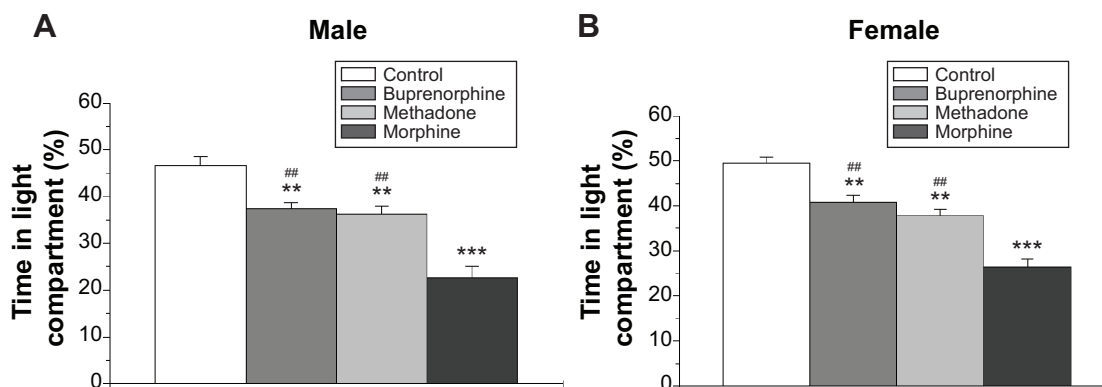 A
Male
Control
Buprenorphine
Methadone
Morphine
Time in light
compartment (%)
60
50
40
30
20
10
0
##
**
##
**
***
B
Female
Control
Buprenorphine
Methadone
Morphine
Time in light
compartment (%)
60
50
40
30
20
10
0
##
**
##
**
***